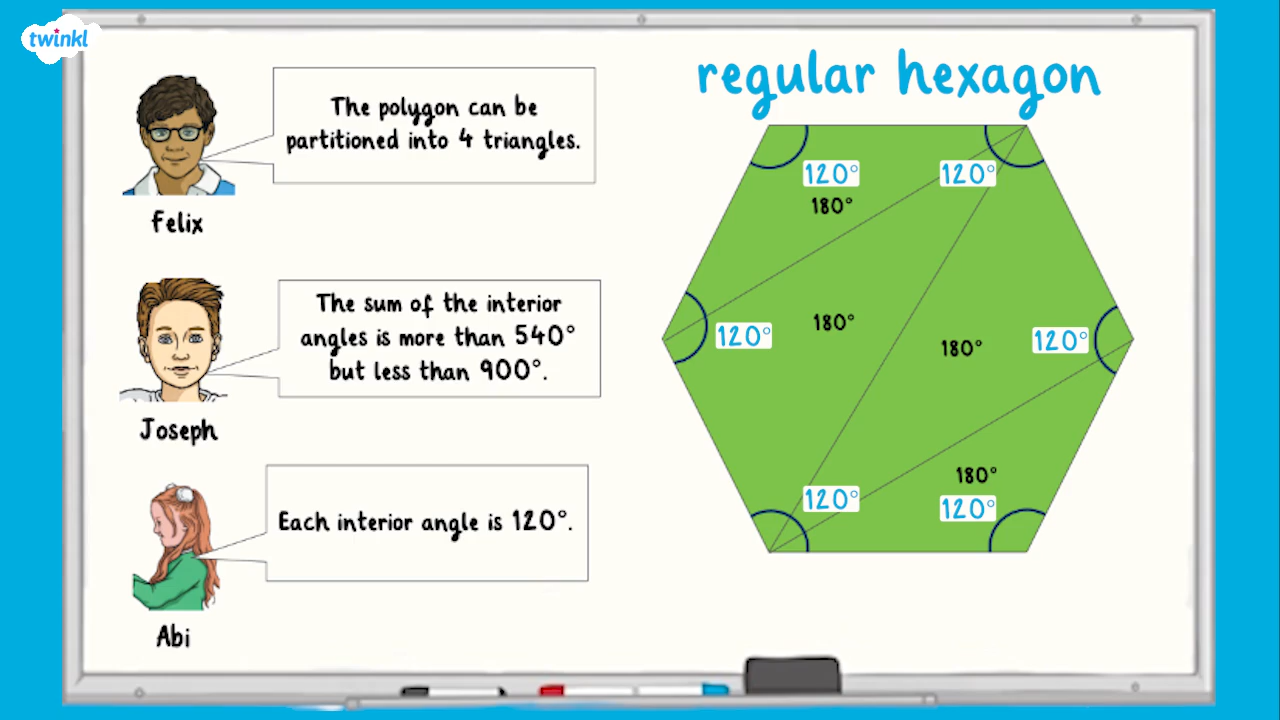 twinkl
regular hexagon
The polygon can be
partitioned into 4 triangles.
Felix
The sum of the interior
angles is more than 540°
but less than 900°.
Joseph
Each interior angle is 120°.
Abi
120°
120°
180°
180°
120°
180°
120°
180°
120°
120°